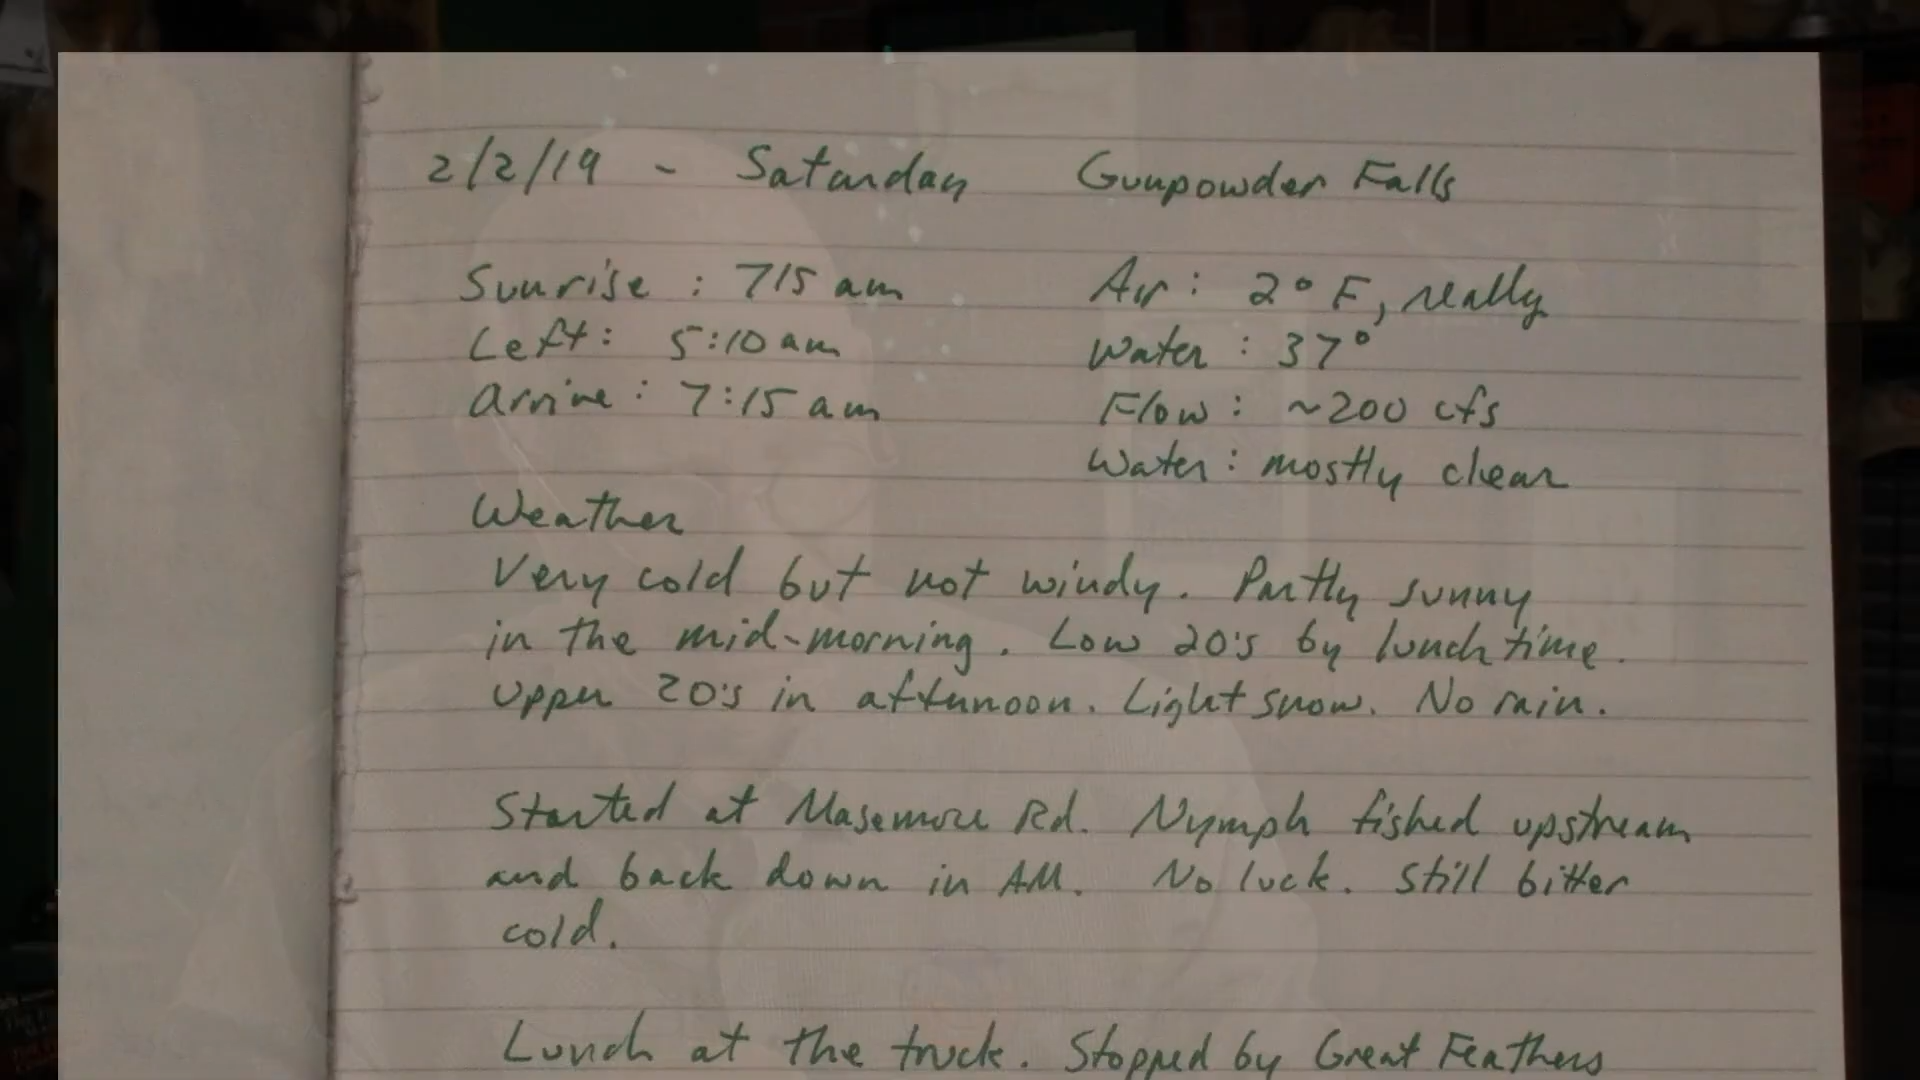 2/2/19 - Saturday Gunpowder Falls
Sunrise : 715 am Air : 2° F, really
Left : 5:10 am Water : 37°
Arrive : 7:15 am Flow : ~200 cfs
Water : mostly clear
Weather
Very cold but not windy. Partly sunny
in the mid-morning. Low 20's by lunchtime.
Upper 20's in afternoon. Light snow. No rain.
Started at Masemore Rd. Nymph fished upstream
and back down in AM. No luck. Still bitter
cold.
Lunch at the truck. Stopped by Great Feathers